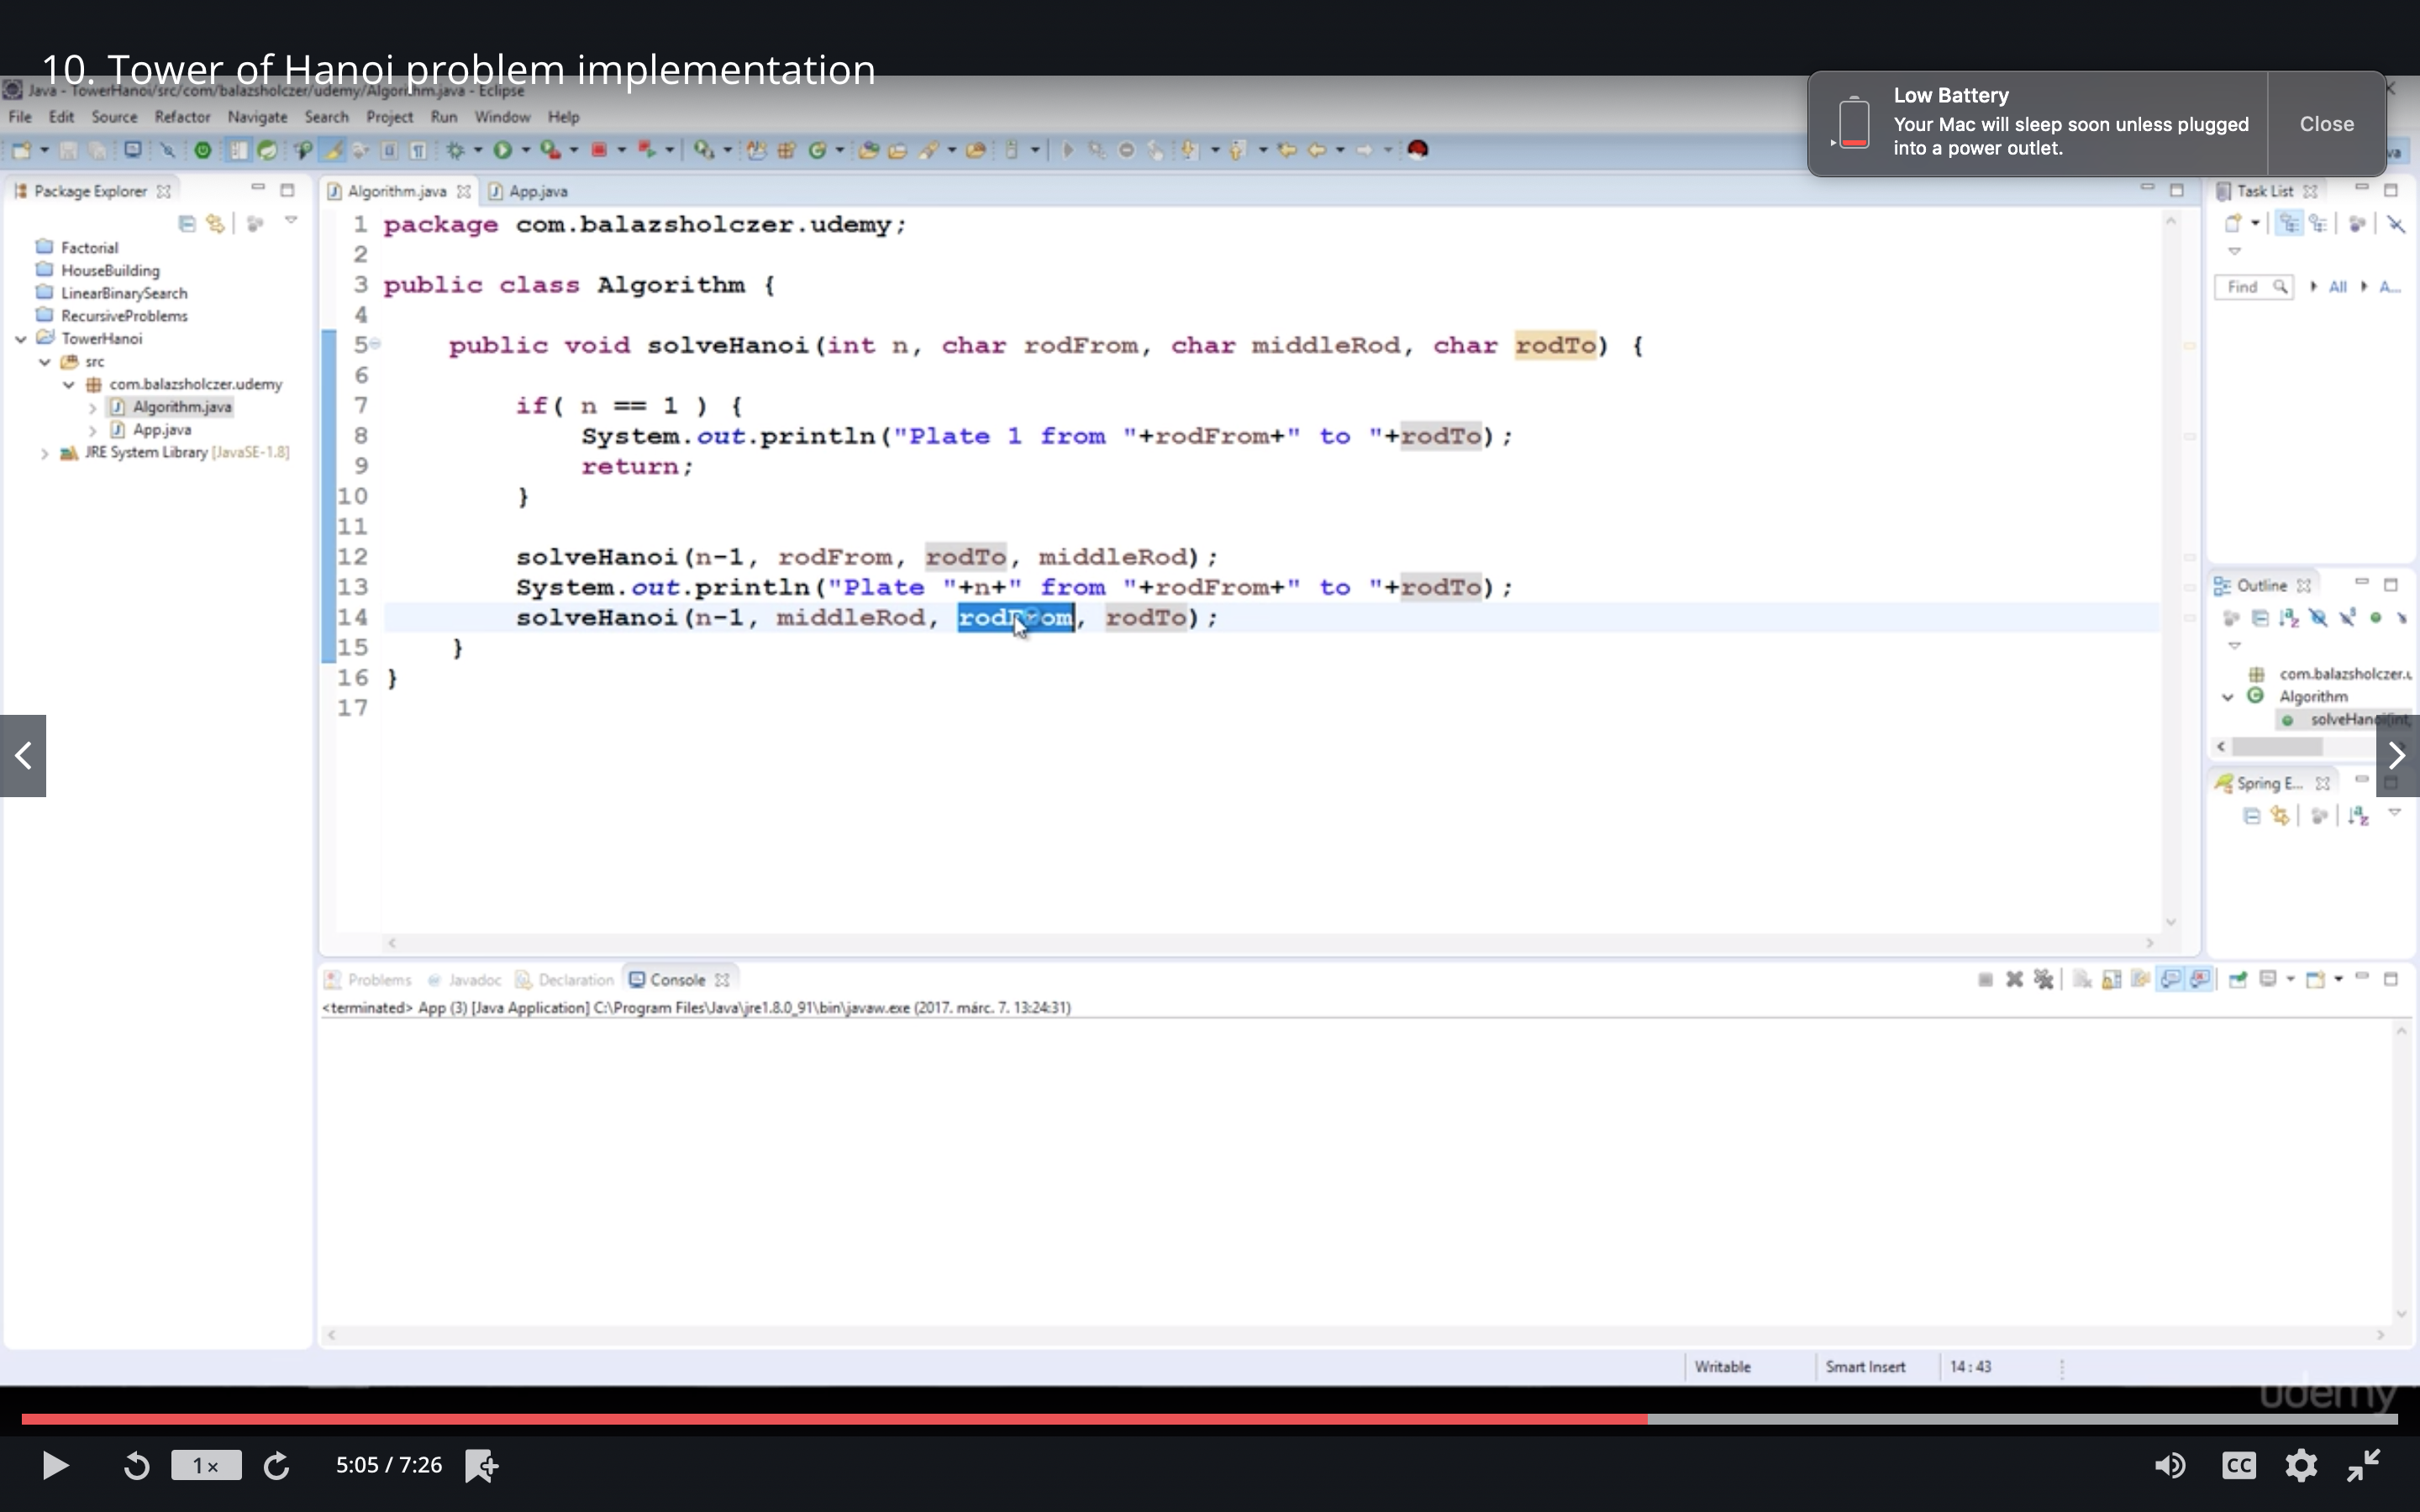 10. Tower of Hanoi problem implementation
Java - TowerHanoi/src/com/balazsholczer/udemy/Algorithm.java - Eclipse
Low Battery
Your Mac will sleep soon unless plugged
into a power outlet.
Close
File Edit Source Refactor Navigate Search Project Run Window Help
Package Explorer
Factorial
HouseBuilding
LinearBinarySearch
RecursiveProblems
TowerHanoi
src
com.balazsholczer.udemy
Algorithm.java
App.java
JRE System Library [JavaSE-1.8]
Algorithm.java App.java
1 package com.balazsholczer.udemy;
2
3 public class Algorithm {
4
5 public void solveHanoi(int n, char rodFrom, char middleRod, char rodTo) {
6
7 if( n == 1 ) {
8 System.out.println("Plate 1 from "+rodFrom+" to "+rodTo);
9 return;
10 }
11
12 solveHanoi(n-1, rodFrom, rodTo, middleRod);
13 System.out.println("Plate "+n+" from "+rodFrom+" to "+rodTo);
14 solveHanoi(n-1, middleRod, rodFrom, rodTo);
15 }
16 }
17
Task List
Find All A...
Outline
com.balazsholczer.u
Algorithm
solveHanoi(int,
Spring E...
Problems Javadoc Declaration Console
<terminated> App (3) [Java Application] C:\Program Files\Java\jre1.8.0_91\bin\javaw.exe (2017. márc. 7. 13:24:31)
Writable Smart Insert 14 : 43
udemy
1x 5:05 / 7:26 CC